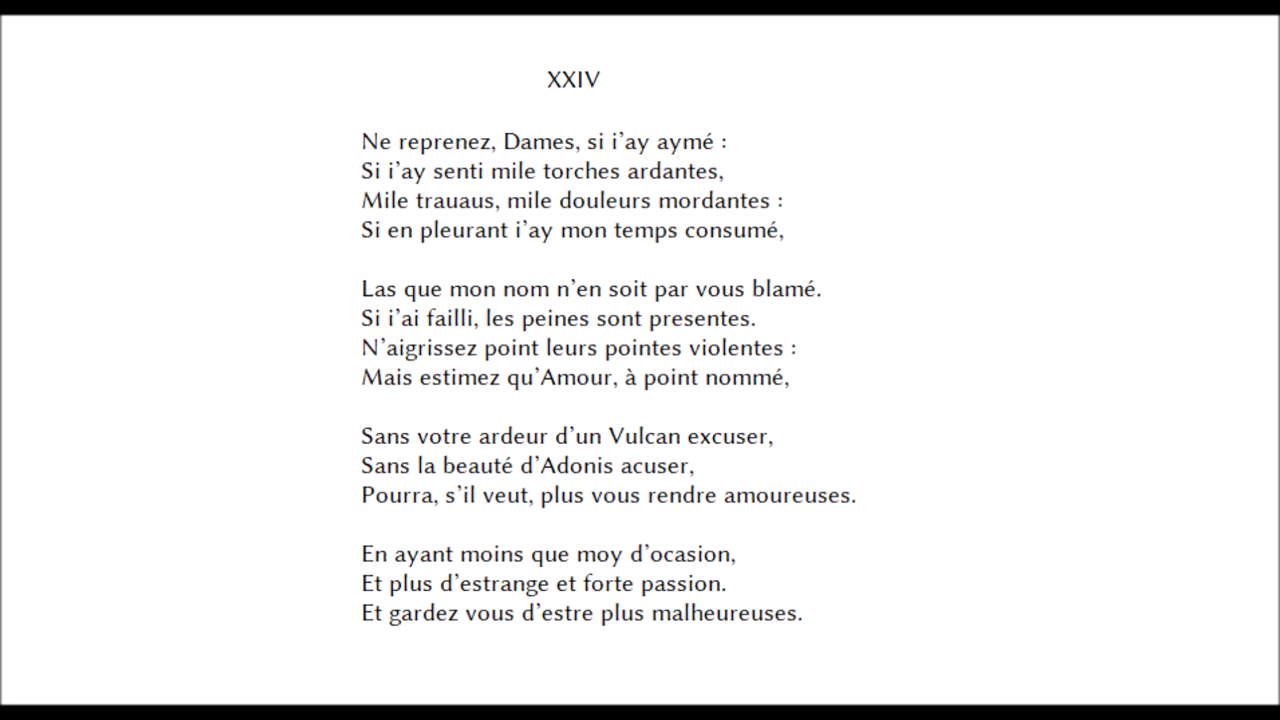 XXIV
Ne reprenez, Dames, si i’ay aymé :
Si i’ay senti mile torches ardantes,
Mile trauaus, mile douleurs mordantes :
Si en pleurant i’ay mon temps consumé,
Las que mon nom n’en soit par vous blamé.
Si i’ai failli, les peines sont presentes.
N’aigrissez point leurs pointes violentes :
Mais estimez qu’Amour, à point nommé,
Sans votre ardeur d’un Vulcan excuser,
Sans la beauté d’Adonis acuser,
Pourra, s’il veut, plus vous rendre amoureuses.
En ayant moins que moy d’ocasion,
Et plus d’estrange et forte passion.
Et gardez vous d’estre plus malheureuses.